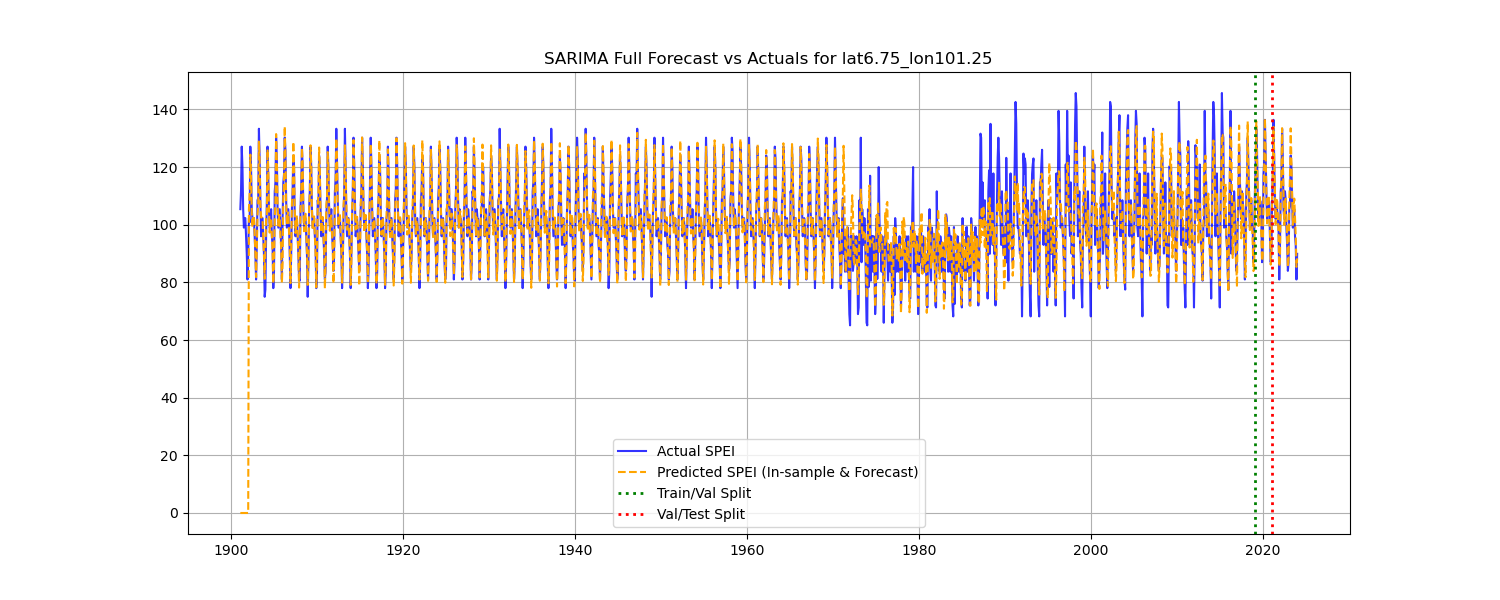 SARIMA Full Forecast vs Actuals for lat6.75_lon101.25
140
120
100
80
60
40
20
0
Actual SPEI
Predicted SPEI (In-sample & Forecast)
Train/Val Split
Val/Test Split
1900 1920 1940 1960 1980 2000 2020